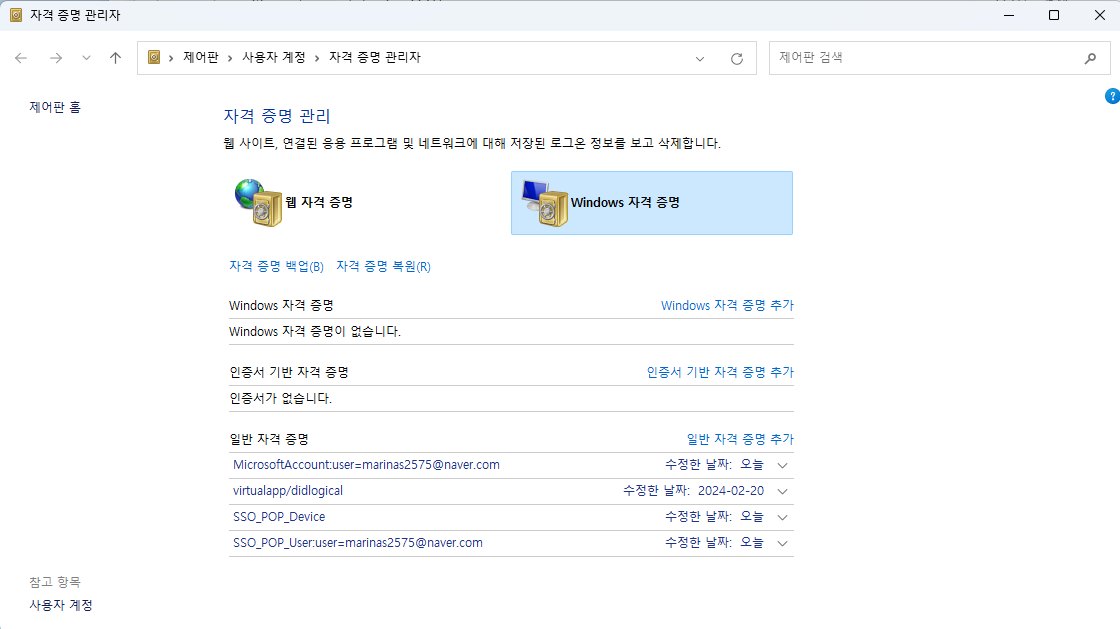 자격 증명 관리자
제어판 › 사용자 계정 › 자격 증명 관리자
제어판 검색
제어판 홈
?
자격 증명 관리
웹 사이트, 연결된 응용 프로그램 및 네트워크에 대해 저장된 로그온 정보를 보고 삭제합니다.
웹 자격 증명
Windows 자격 증명
자격 증명 백업(B) 자격 증명 복원(R)
Windows 자격 증명 Windows 자격 증명 추가
Windows 자격 증명이 없습니다.
인증서 기반 자격 증명 인증서 기반 자격 증명 추가
인증서가 없습니다.
일반 자격 증명 일반 자격 증명 추가
MicrosoftAccount:user=marinas2575@naver.com 수정한 날짜: 오늘
virtualapp/didlogical 수정한 날짜: 2024-02-20
SSO_POP_Device 수정한 날짜: 오늘
SSO_POP_User:user=marinas2575@naver.com 수정한 날짜: 오늘
참고 항목
사용자 계정